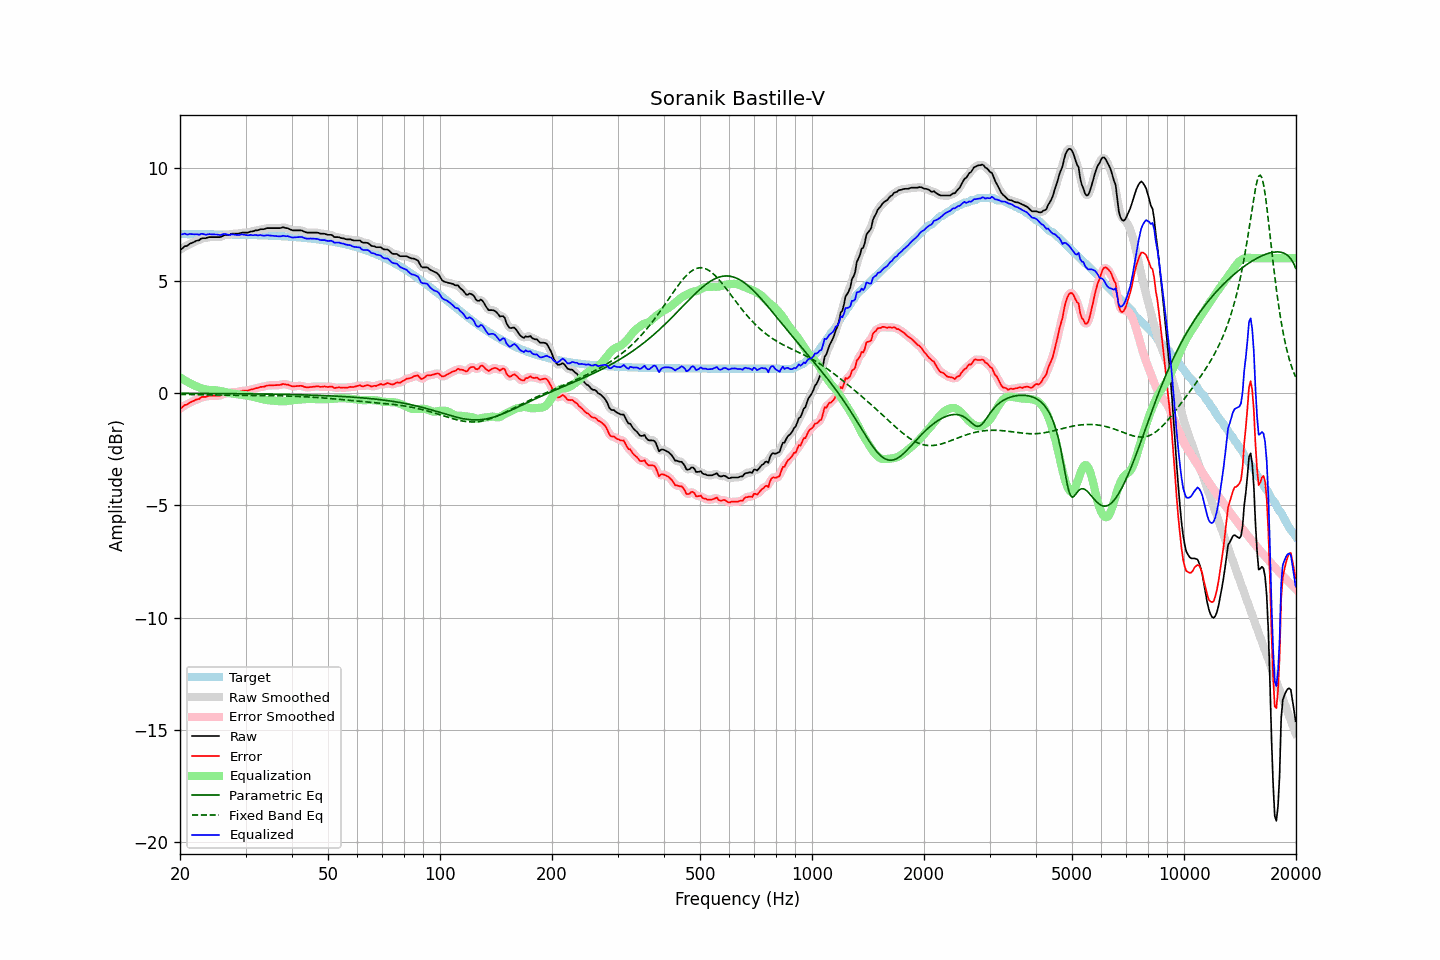 Soranik Bastille-V
10
5
0
−5
−10
−15
−20
Amplitude (dBr)
Target
Raw Smoothed
Error Smoothed
Raw
Error
Equalization
Parametric Eq
Fixed Band Eq
Equalized
20 50 100 200 500 1000 2000 5000 10000 20000
Frequency (Hz)